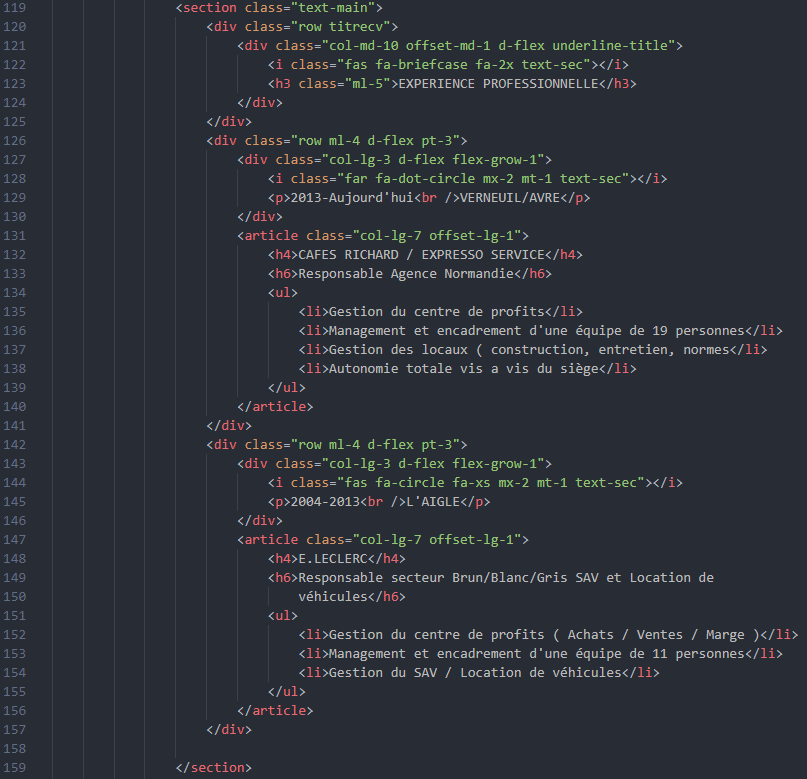 119 <section class="text-main">
120 <div class="row titrecv">
121 <div class="col-md-10 offset-md-1 d-flex underline-title">
122 <i class="fas fa-briefcase fa-2x text-sec"></i>
123 <h3 class="ml-5">EXPERIENCE PROFESSIONNELLE</h3>
124 </div>
125 </div>
126 <div class="row ml-4 d-flex pt-3">
127 <div class="col-lg-3 d-flex flex-grow-1">
128 <i class="far fa-dot-circle mx-2 mt-1 text-sec"></i>
129 <p>2013-Aujourd'hui<br />VERNEUIL/AVRE</p>
130 </div>
131 <article class="col-lg-7 offset-lg-1">
132 <h4>CAFES RICHARD / EXPRESSO SERVICE</h4>
133 <h6>Responsable Agence Normandie</h6>
134 <ul>
135 <li>Gestion du centre de profits</li>
136 <li>Management et encadrement d'une équipe de 19 personnes</li>
137 <li>Gestion des locaux ( construction, entretien, normes</li>
138 <li>Autonomie totale vis a vis du siège</li>
139 </ul>
140 </article>
141 </div>
142 <div class="row ml-4 d-flex pt-3">
143 <div class="col-lg-3 d-flex flex-grow-1">
144 <i class="fas fa-circle fa-xs mx-2 mt-1 text-sec"></i>
145 <p>2004-2013<br />L'AIGLE</p>
146 </div>
147 <article class="col-lg-7 offset-lg-1">
148 <h4>E.LECLERC</h4>
149 <h6>Responsable secteur Brun/Blanc/Gris SAV et Location de
150 véhicules</h6>
151 <ul>
152 <li>Gestion du centre de profits ( Achats / Ventes / Marge )</li>
153 <li>Management et encadrement d'une équipe de 11 personnes</li>
154 <li>Gestion du SAV / Location de véhicules</li>
155 </ul>
156 </article>
157 </div>
158
159 </section>